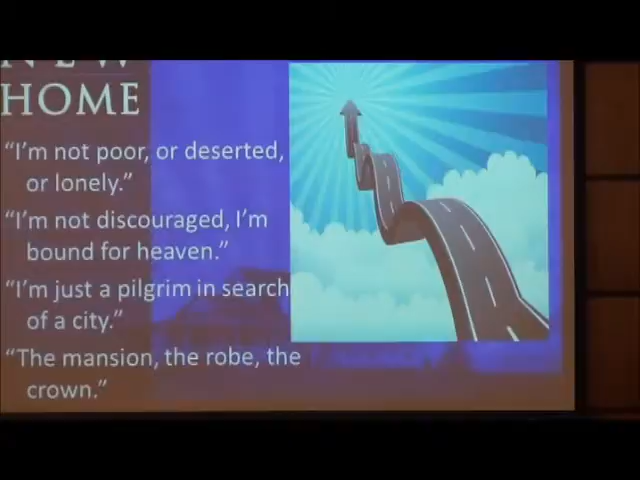 NEW
HOME
“I’m not poor, or deserted,
or lonely.”
“I’m not discouraged, I’m
bound for heaven.”
“I’m just a pilgrim in search
of a city.”
“The mansion, the robe, the
crown.”